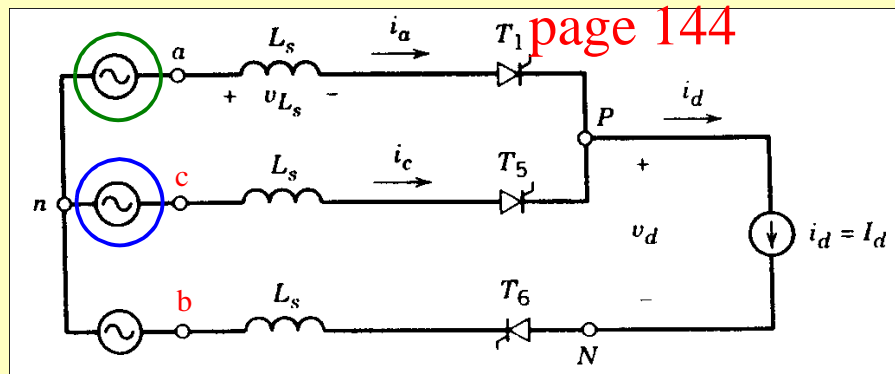 a L_s i_a T_1 page 144
+ v_{L_s} −
P i_d
c L_s i_c T_5
n
+
v_d i_d = I_d
b L_s T_6 −
N